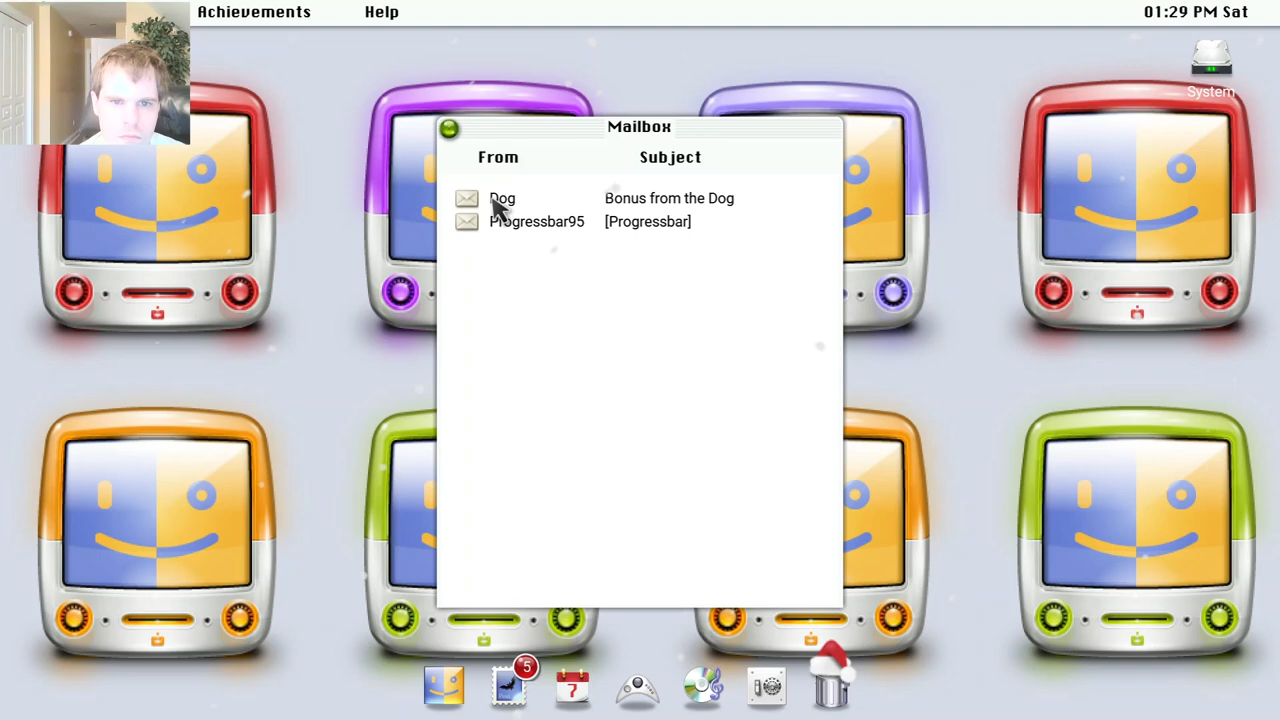 Achievements Help 01:29 PM Sat
System
Mailbox
From Subject
Dog Bonus from the Dog
Progressbar95 [Progressbar]
5
7